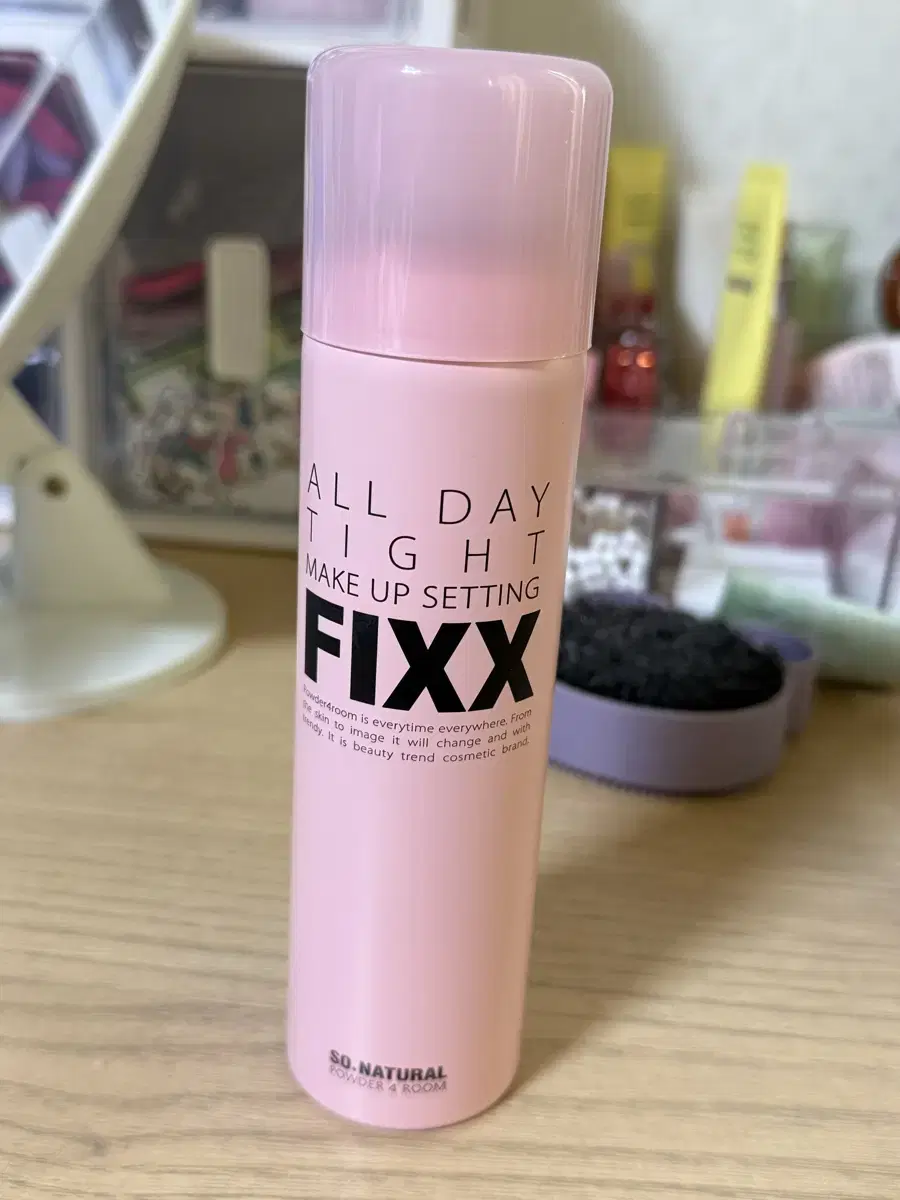 ALL DAY
TIGHT
MAKE UP SETTING
FIXX
Powder4room is everytime everywhere. From
the skin to image it will change and with
trendy. It is beauty trend cosmetic brand.
SO.NATURAL
POWDER 4 ROOM